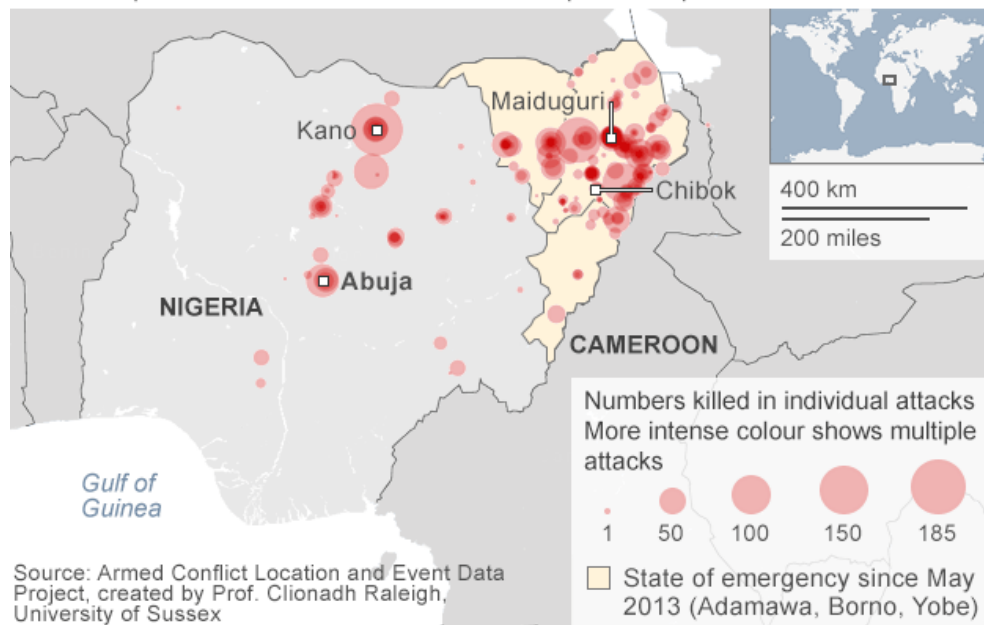 Maiduguri
Kano
Chibok
400 km
200 miles
Abuja
NIGERIA
CAMEROON
Numbers killed in individual attacks
More intense colour shows multiple
attacks
1 50 100 150 185
Gulf of
Guinea
State of emergency since May
2013 (Adamawa, Borno, Yobe)
Source: Armed Conflict Location and Event Data
Project, created by Prof. Clionadh Raleigh,
University of Sussex